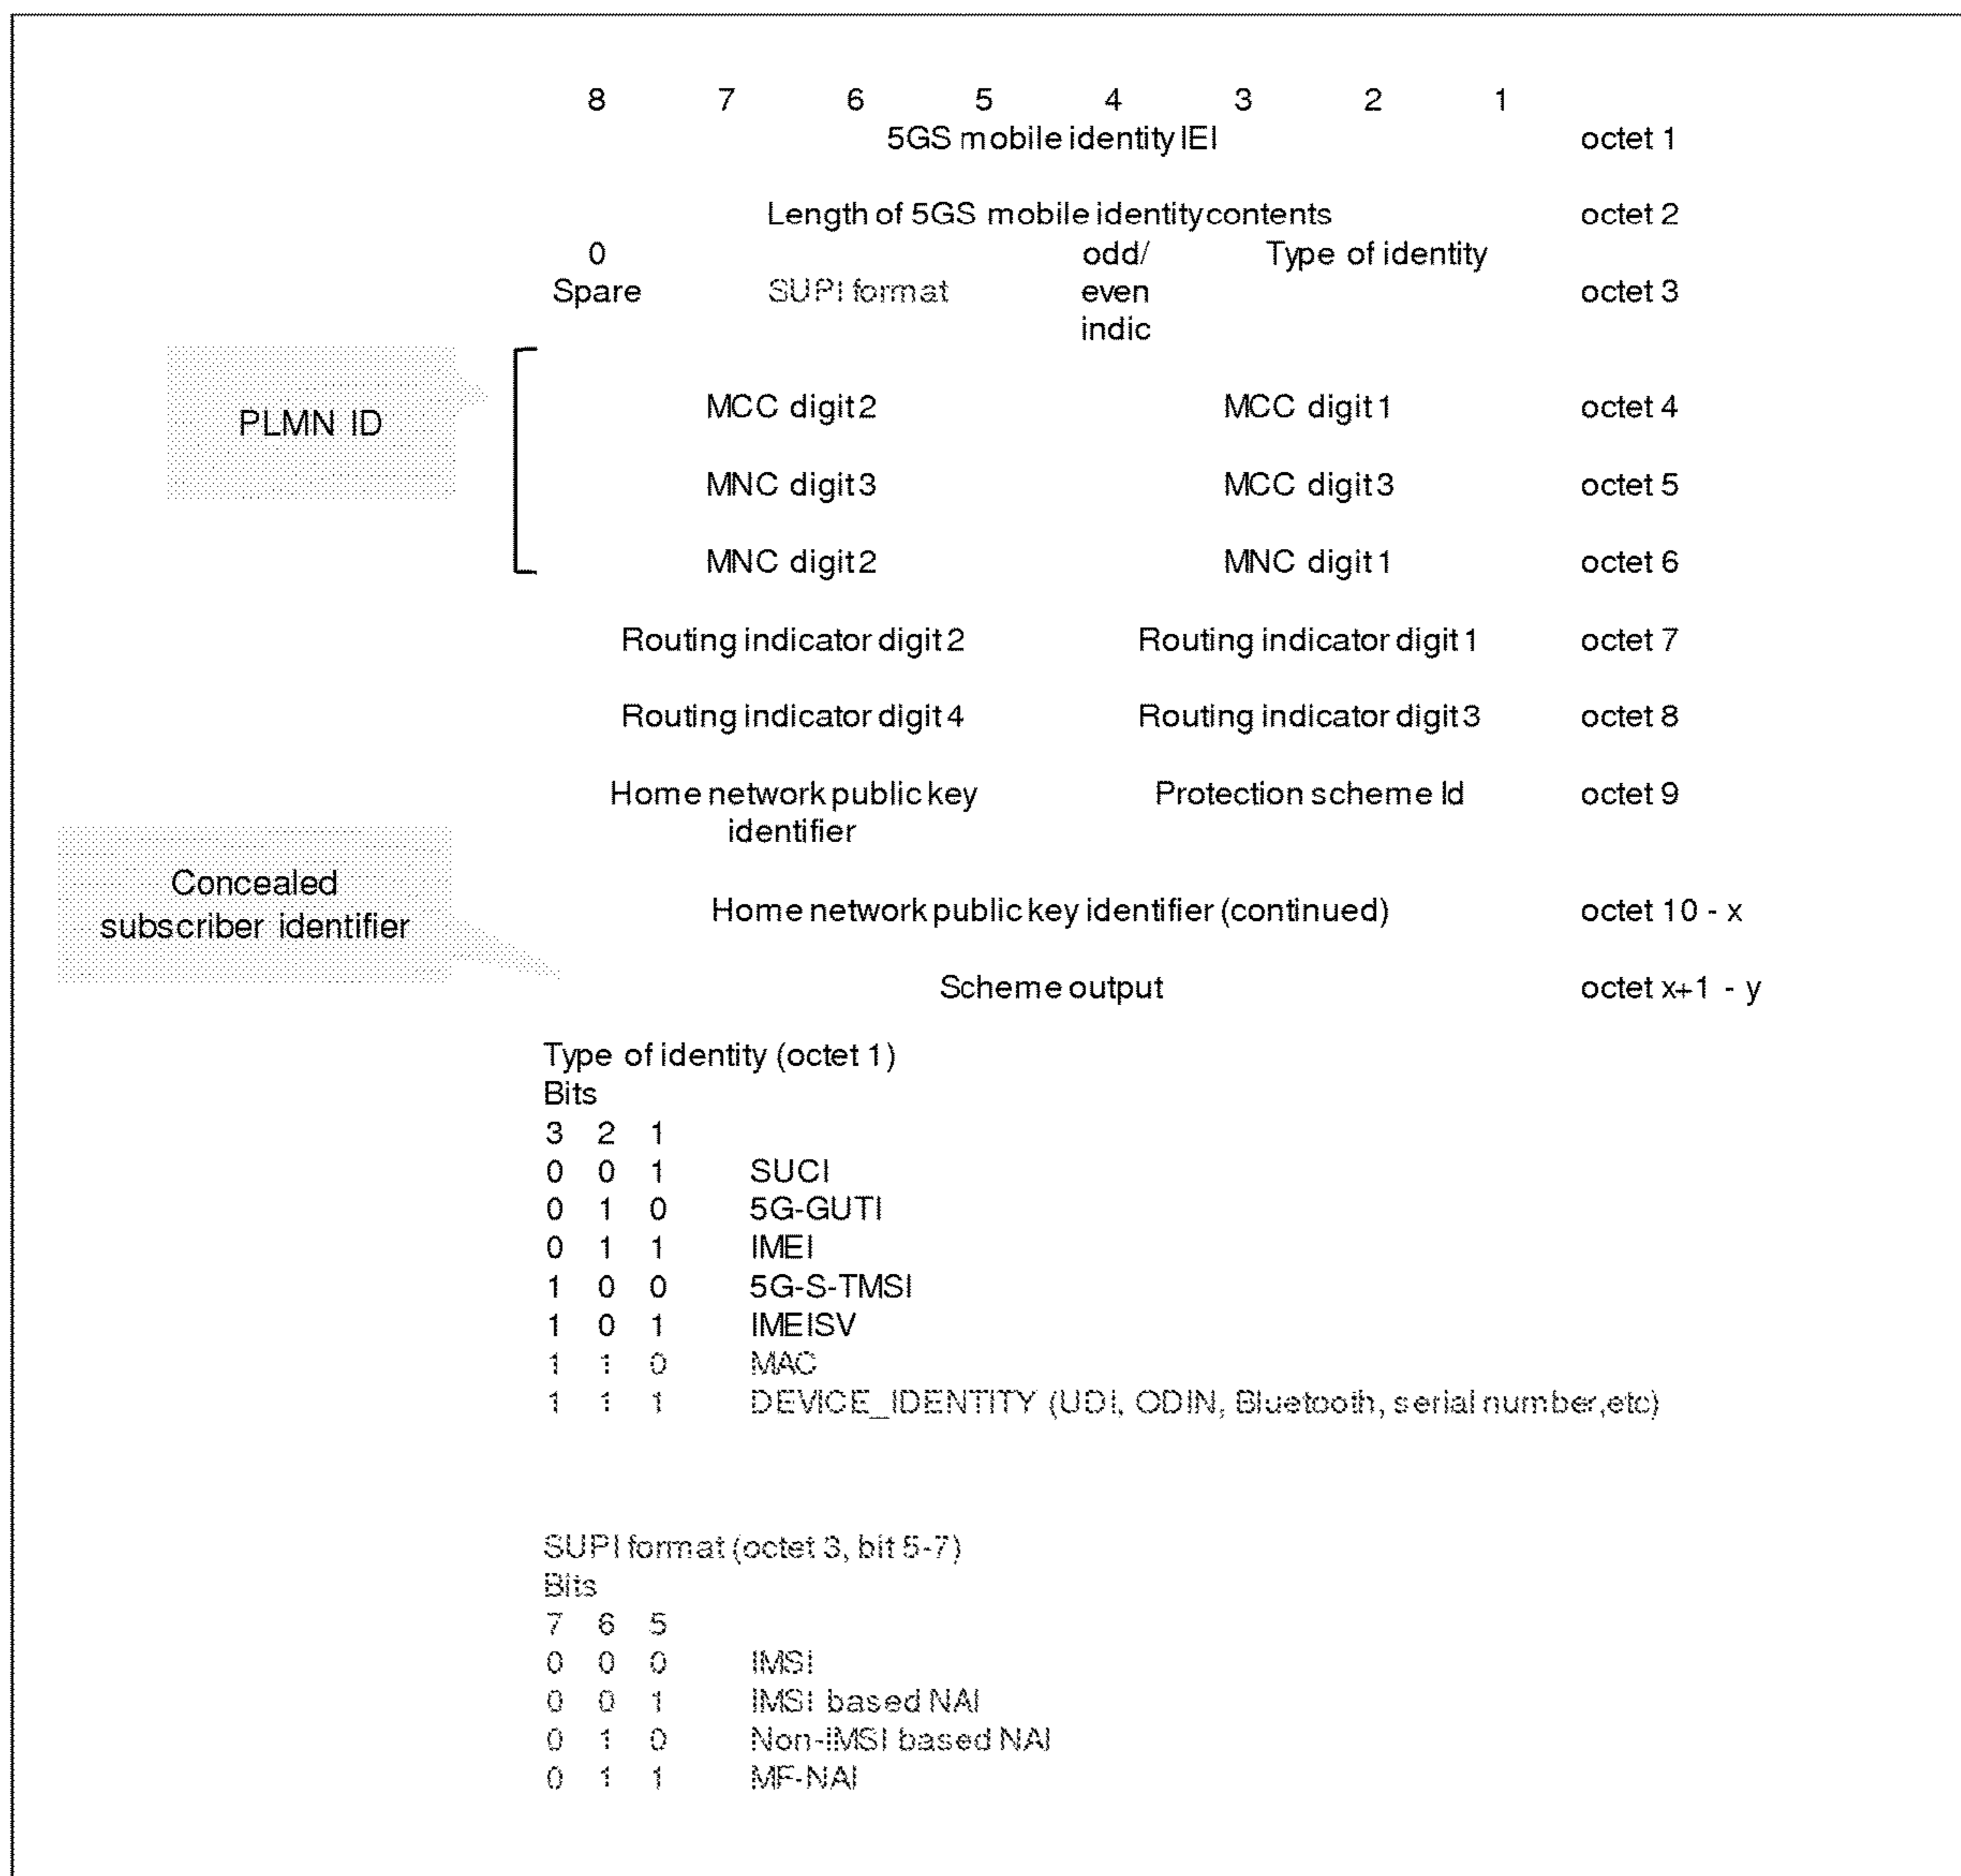 8 7 6 5 4 3 2 1
5GS mobile identity IEI octet 1
Length of 5GS mobile identity contents octet 2
0 odd/ Type of identity
Spare SUPI format even octet 3
indic
PLMN ID
MCC digit 2 MCC digit 1 octet 4
MNC digit 3 MCC digit 3 octet 5
MNC digit 2 MNC digit 1 octet 6
Routing indicator digit 2 Routing indicator digit 1 octet 7
Routing indicator digit 4 Routing indicator digit 3 octet 8
Home network public key Protection scheme Id octet 9
identifier
Concealed
subscriber identifier
Home network public key identifier (continued) octet 10 - x
Scheme output octet x+1 - y
Type of identity (octet 1)
Bits
3 2 1
0 0 1 SUCI
0 1 0 5G-GUTI
0 1 1 IMEI
1 0 0 5G-S-TMSI
1 0 1 IMEISV
1 1 0 MAC
1 1 1 DEVICE_IDENTITY (UDI, ODIN, Bluetooth, serial number,etc)
SUPI format (octet 3, bit 5-7)
Bits
7 6 5
0 0 0 IMSI
0 0 1 IMSI based NAI
0 1 0 Non-IMSI based NAI
0 1 1 MF-NAI